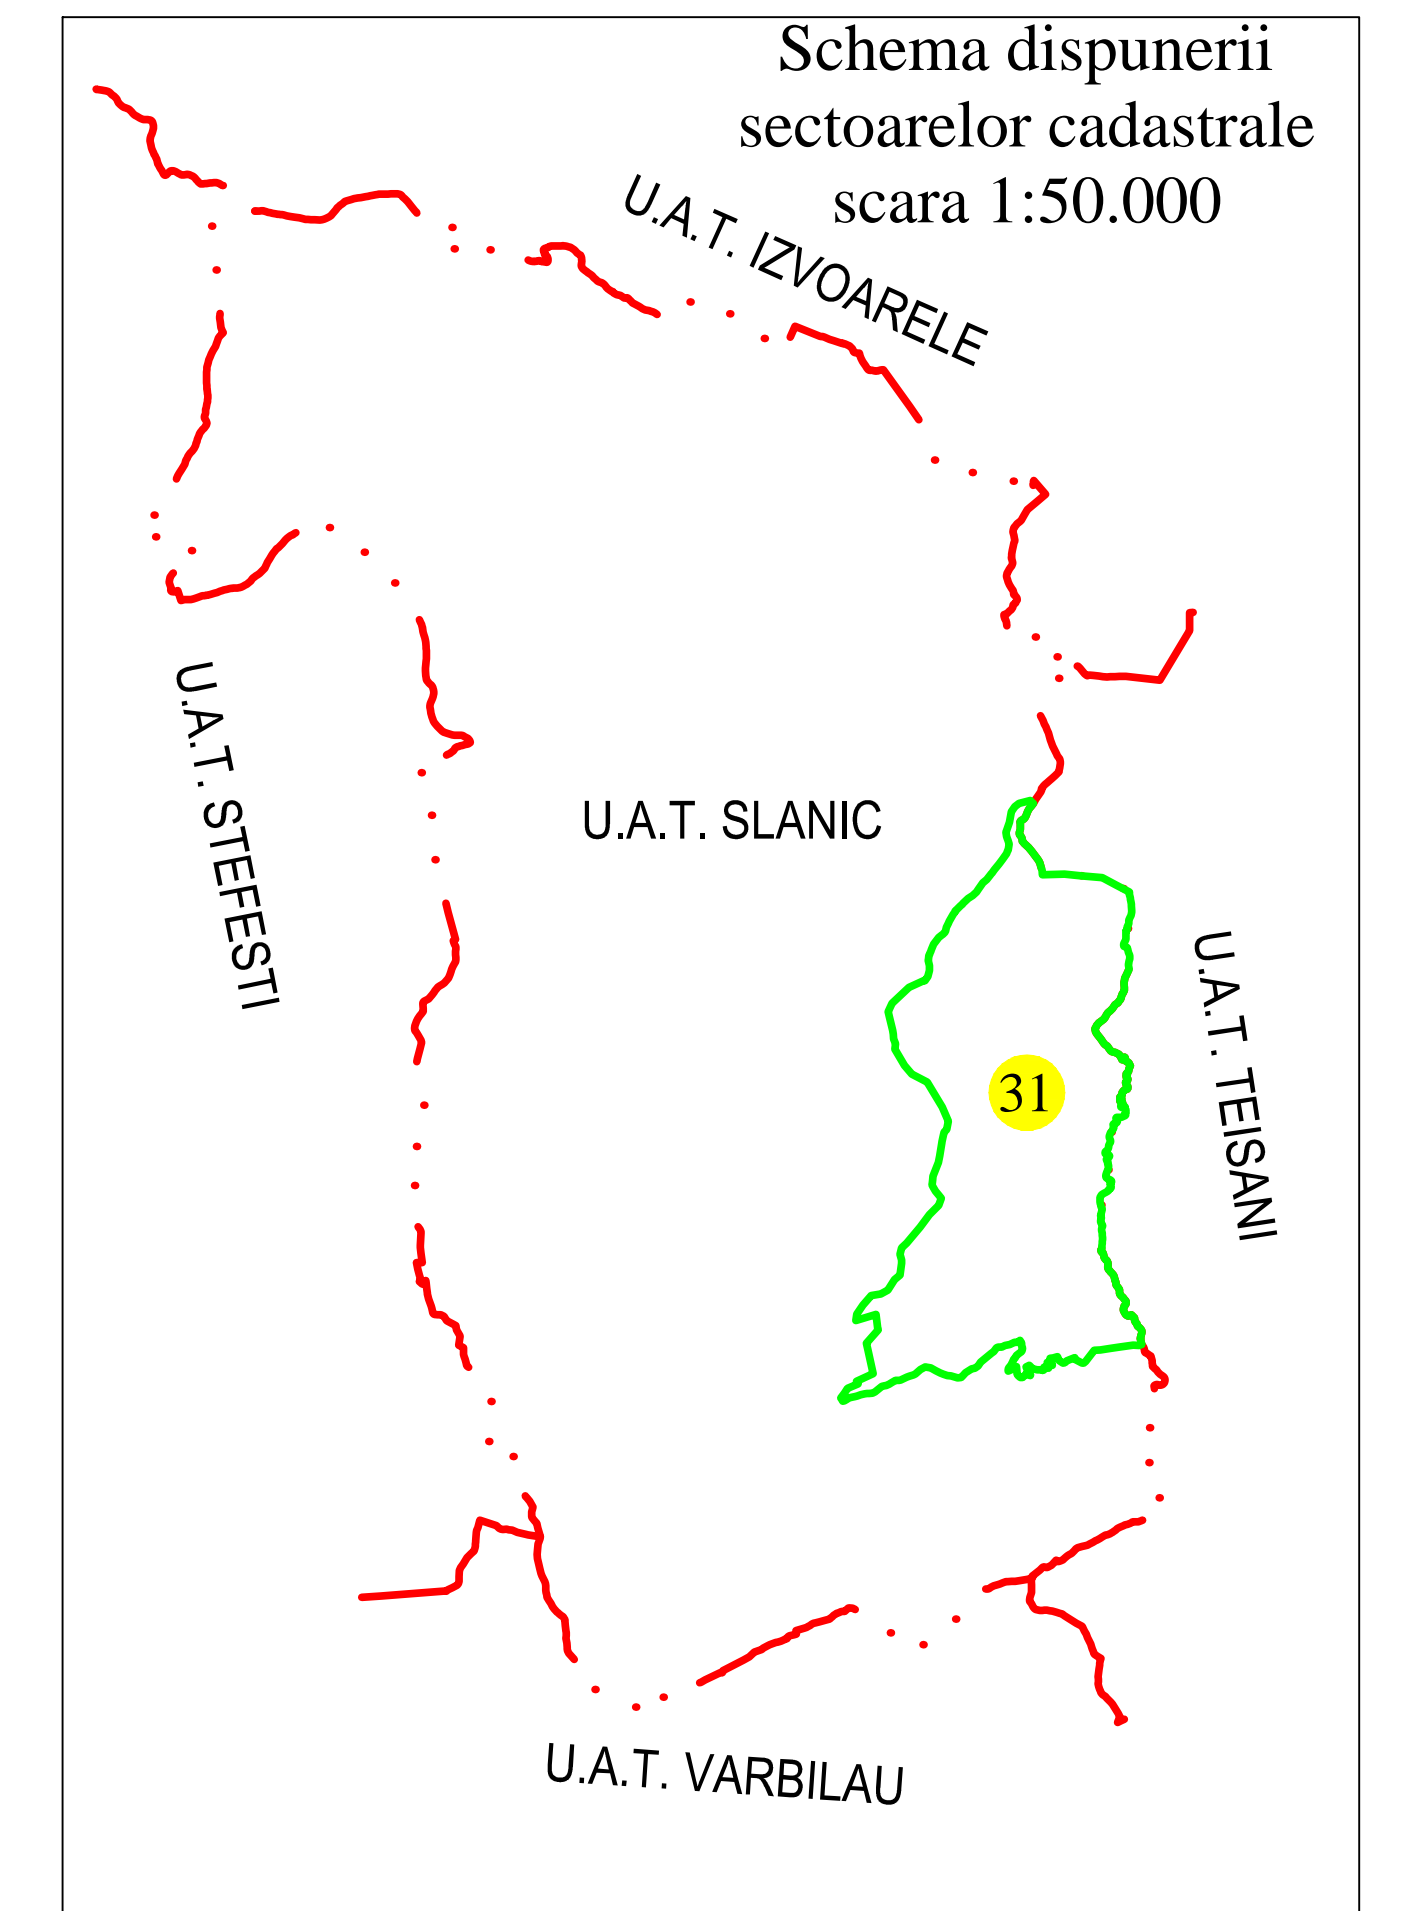 Schema dispunerii
sectoarelor cadastrale
scara 1:50.000
U.A.T. IZVOARELE
U.A.T. STEFESTI
U.A.T. SLANIC
U.A.T. TEISANI
31
U.A.T. VARBILAU